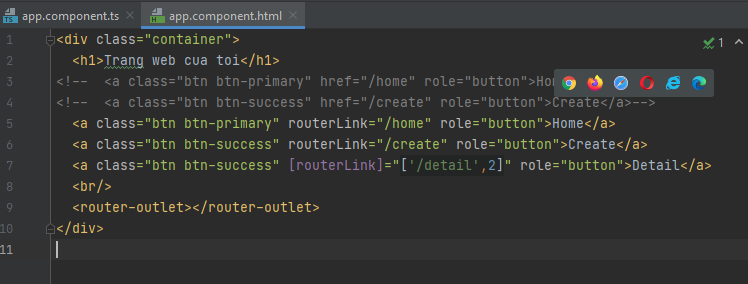 app.component.ts app.component.html
1 <div class="container"> 1
2 <h1>Trang web cua toi</h1>
3 <!-- <a class="btn btn-primary" href="/home" role="button">Hom
4 <!-- <a class="btn btn-success" href="/create" role="button">Create</a>-->
5 <a class="btn btn-primary" routerLink="/home" role="button">Home</a>
6 <a class="btn btn-success" routerLink="/create" role="button">Create</a>
7 <a class="btn btn-success" [routerLink]="['/detail',2]" role="button">Detail</a>
8 <br/>
9 <router-outlet></router-outlet>
10 </div>
11